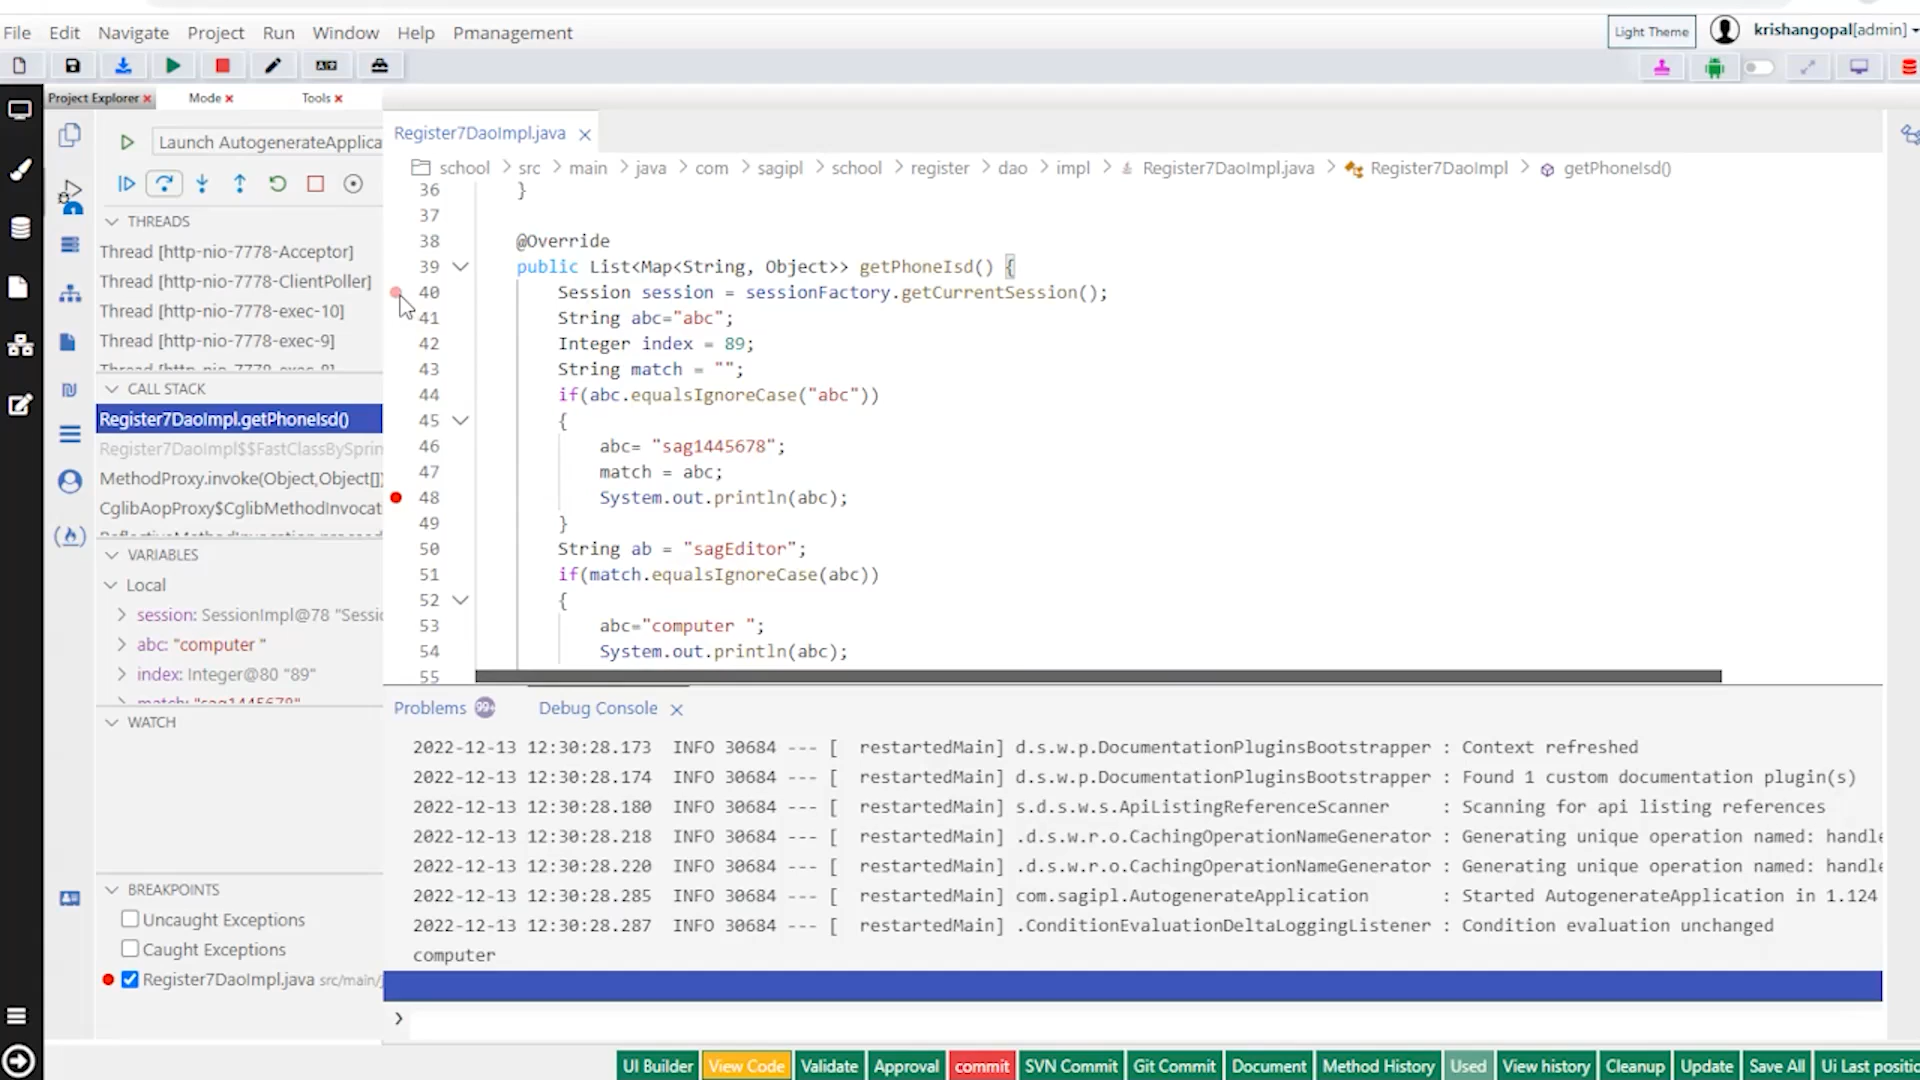 File Edit Navigate Project Run Window Help Pmanagement
Light Theme
krishangopal[admin]
Project Explorer × Mode × Tools ×
Launch AutogenerateApplica
THREADS
Thread [http-nio-7778-Acceptor]
Thread [http-nio-7778-ClientPoller]
Thread [http-nio-7778-exec-10]
Thread [http-nio-7778-exec-9]
CALL STACK
Register7DaoImpl.getPhoneIsd()
Register7DaoImpl$$FastClassBySprin
MethodProxy.invoke(Object,Object[])
CglibAopProxy$CglibMethodInvocat
VARIABLES
Local
session: SessionImpl@78 "Sessio
abc: "computer "
index: Integer@80 "89"
match: "sag1445678"
WATCH
BREAKPOINTS
Uncaught Exceptions
Caught Exceptions
Register7DaoImpl.java src/main/j
Register7DaoImpl.java ×
school > src > main > java > com > sagipl > school > register > dao > impl > Register7DaoImpl.java > Register7DaoImpl > getPhoneIsd()
36 }
37
38 @Override
39 public List<Map<String, Object>> getPhoneIsd() {
40 Session session = sessionFactory.getCurrentSession();
41 String abc="abc";
42 Integer index = 89;
43 String match = "";
44 if(abc.equalsIgnoreCase("abc"))
45 {
46 abc= "sag1445678";
47 match = abc;
48 System.out.println(abc);
49 }
50 String ab = "sagEditor";
51 if(match.equalsIgnoreCase(abc))
52 {
53 abc="computer ";
54 System.out.println(abc);
55
Problems 99+ Debug Console ×
2022-12-13 12:30:28.173 INFO 30684 --- [ restartedMain] d.s.w.p.DocumentationPluginsBootstrapper : Context refreshed
2022-12-13 12:30:28.174 INFO 30684 --- [ restartedMain] d.s.w.p.DocumentationPluginsBootstrapper : Found 1 custom documentation plugin(s)
2022-12-13 12:30:28.180 INFO 30684 --- [ restartedMain] s.d.s.w.s.ApiListingReferenceScanner : Scanning for api listing references
2022-12-13 12:30:28.218 INFO 30684 --- [ restartedMain] .d.s.w.r.o.CachingOperationNameGenerator : Generating unique operation named: handle
2022-12-13 12:30:28.220 INFO 30684 --- [ restartedMain] .d.s.w.r.o.CachingOperationNameGenerator : Generating unique operation named: handle
2022-12-13 12:30:28.285 INFO 30684 --- [ restartedMain] com.sagipl.AutogenerateApplication : Started AutogenerateApplication in 1.124
2022-12-13 12:30:28.287 INFO 30684 --- [ restartedMain] .ConditionEvaluationDeltaLoggingListener : Condition evaluation unchanged
computer
UI Builder View Code Validate Approval commit SVN Commit Git Commit Document Method History Used View history Cleanup Update Save All Ui Last positio